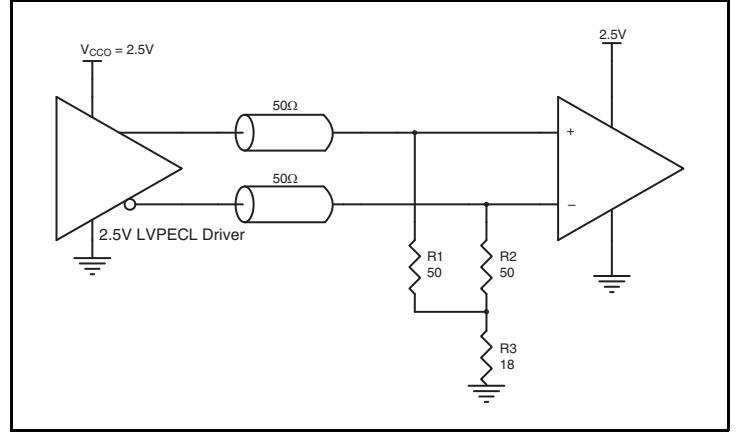 V_CCO = 2.5V
2.5V
50Ω
+
50Ω
–
2.5V LVPECL Driver
R1
50
R2
50
R3
18